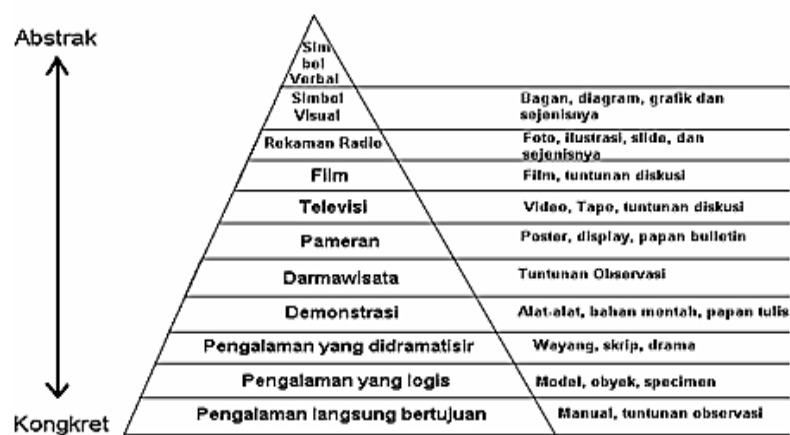 Abstrak
Sim
bol
Verbal
Simbol
Visual
Bagan, diagram, grafik dan
sejenisnya
Rekaman Radio
Foto, ilustrasi, slide, dan
sejenisnya
Film
Film, tuntunan diskusi
Televisi
Video, Tape, tuntunan diskusi
Pameran
Poster, display, papan bulletin
Darmawisata
Tuntunan Observasi
Demonstrasi
Alat-alat, bahan mentah, papan tulis
Pengalaman yang didramatisir
Wayang, skrip, drama
Pengalaman yang logis
Model, obyek, specimen
Kongkret
Pengalaman langsung bertujuan
Manual, tuntunan observasi